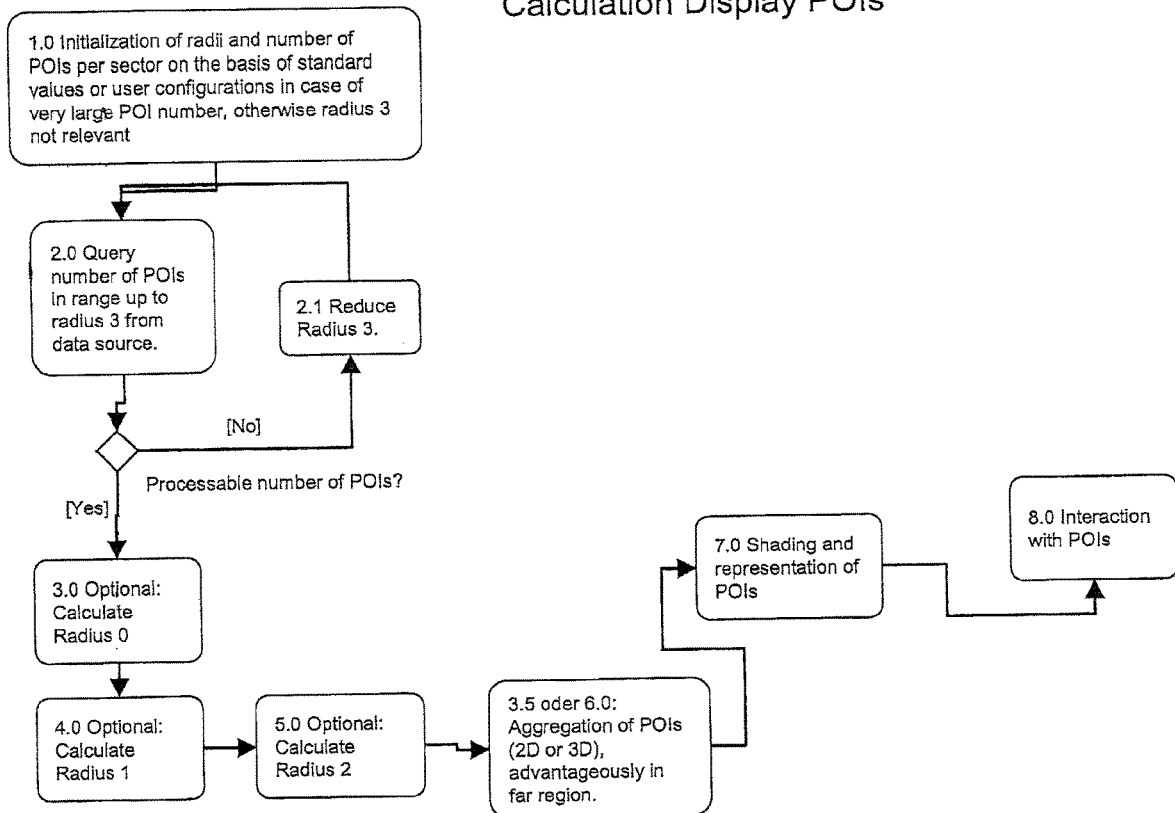 Calculation Display POIs
1.0 Initialization of radii and number of
POIs per sector on the basis of standard
values or user configurations in case of
very large POI number, otherwise radius 3
not relevant
2.0 Query
number of POIs
in range up to
radius 3 from
data source.
2.1 Reduce
Radius 3.
[No]
Processable number of POIs?
[Yes]
3.0 Optional:
Calculate
Radius 0
4.0 Optional:
Calculate
Radius 1
5.0 Optional:
Calculate
Radius 2
3.5 oder 6.0:
Aggregation of POIs
(2D or 3D),
advantageously in
far region.
7.0 Shading and
representation of
POIs
8.0 Interaction
with POIs